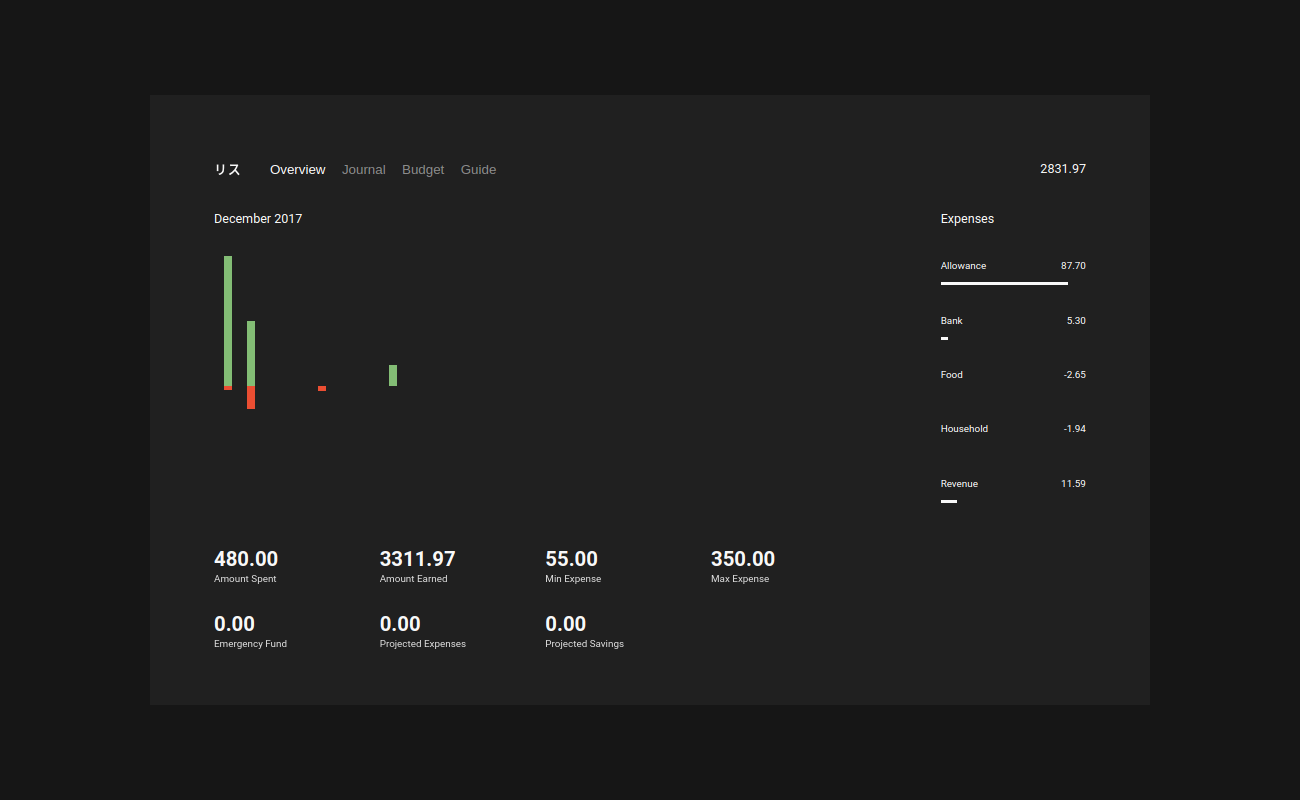 リス Overview Journal Budget Guide 2831.97
December 2017
Expenses
Allowance 87.70
Bank 5.30
Food -2.65
Household -1.94
Revenue 11.59
480.00 3311.97 55.00 350.00
Amount Spent Amount Earned Min Expense Max Expense
0.00 0.00 0.00
Emergency Fund Projected Expenses Projected Savings